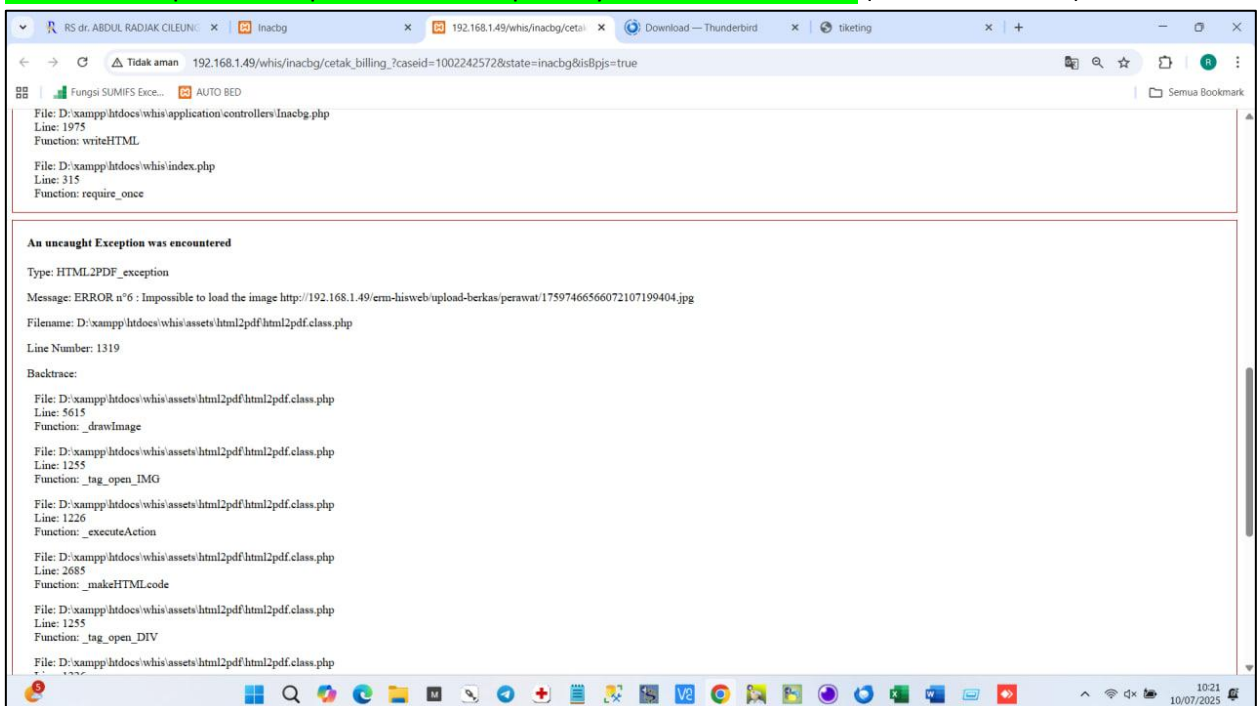 RS dr. ABDUL RADJAK CILEUNG
Inacbg
192.168.1.49/whis/inacbg/cetak
Download — Thunderbird
tiketing
Tidak aman
192.168.1.49/whis/inacbg/cetak_billing_?caseid=1002242572&state=inacbg&isBpjs=true
R
Fungsi SUMIFS Exce...
AUTO BED
Semua Bookmark
File: D:\xampp\htdocs\whis\application\controllers\Inacbg.php
Line: 1975
Function: writeHTML
File: D:\xampp\htdocs\whis\index.php
Line: 315
Function: require_once
An uncaught Exception was encountered
Type: HTML2PDF_exception
Message: ERROR n°6 : Impossible to load the image http://192.168.1.49/erm-hisweb/upload-berkas/perawat/17597466566072107199404.jpg
Filename: D:\xampp\htdocs\whis\assets\html2pdf\html2pdf.class.php
Line Number: 1319
Backtrace:
File: D:\xampp\htdocs\whis\assets\html2pdf\html2pdf.class.php
Line: 5615
Function: _drawImage
File: D:\xampp\htdocs\whis\assets\html2pdf\html2pdf.class.php
Line: 1255
Function: _tag_open_IMG
File: D:\xampp\htdocs\whis\assets\html2pdf\html2pdf.class.php
Line: 1226
Function: _executeAction
File: D:\xampp\htdocs\whis\assets\html2pdf\html2pdf.class.php
Line: 2685
Function: _makeHTMLcode
File: D:\xampp\htdocs\whis\assets\html2pdf\html2pdf.class.php
Line: 1255
Function: _tag_open_DIV
File: D:\xampp\htdocs\whis\assets\html2pdf\html2pdf.class.php
10:21
10/07/2025